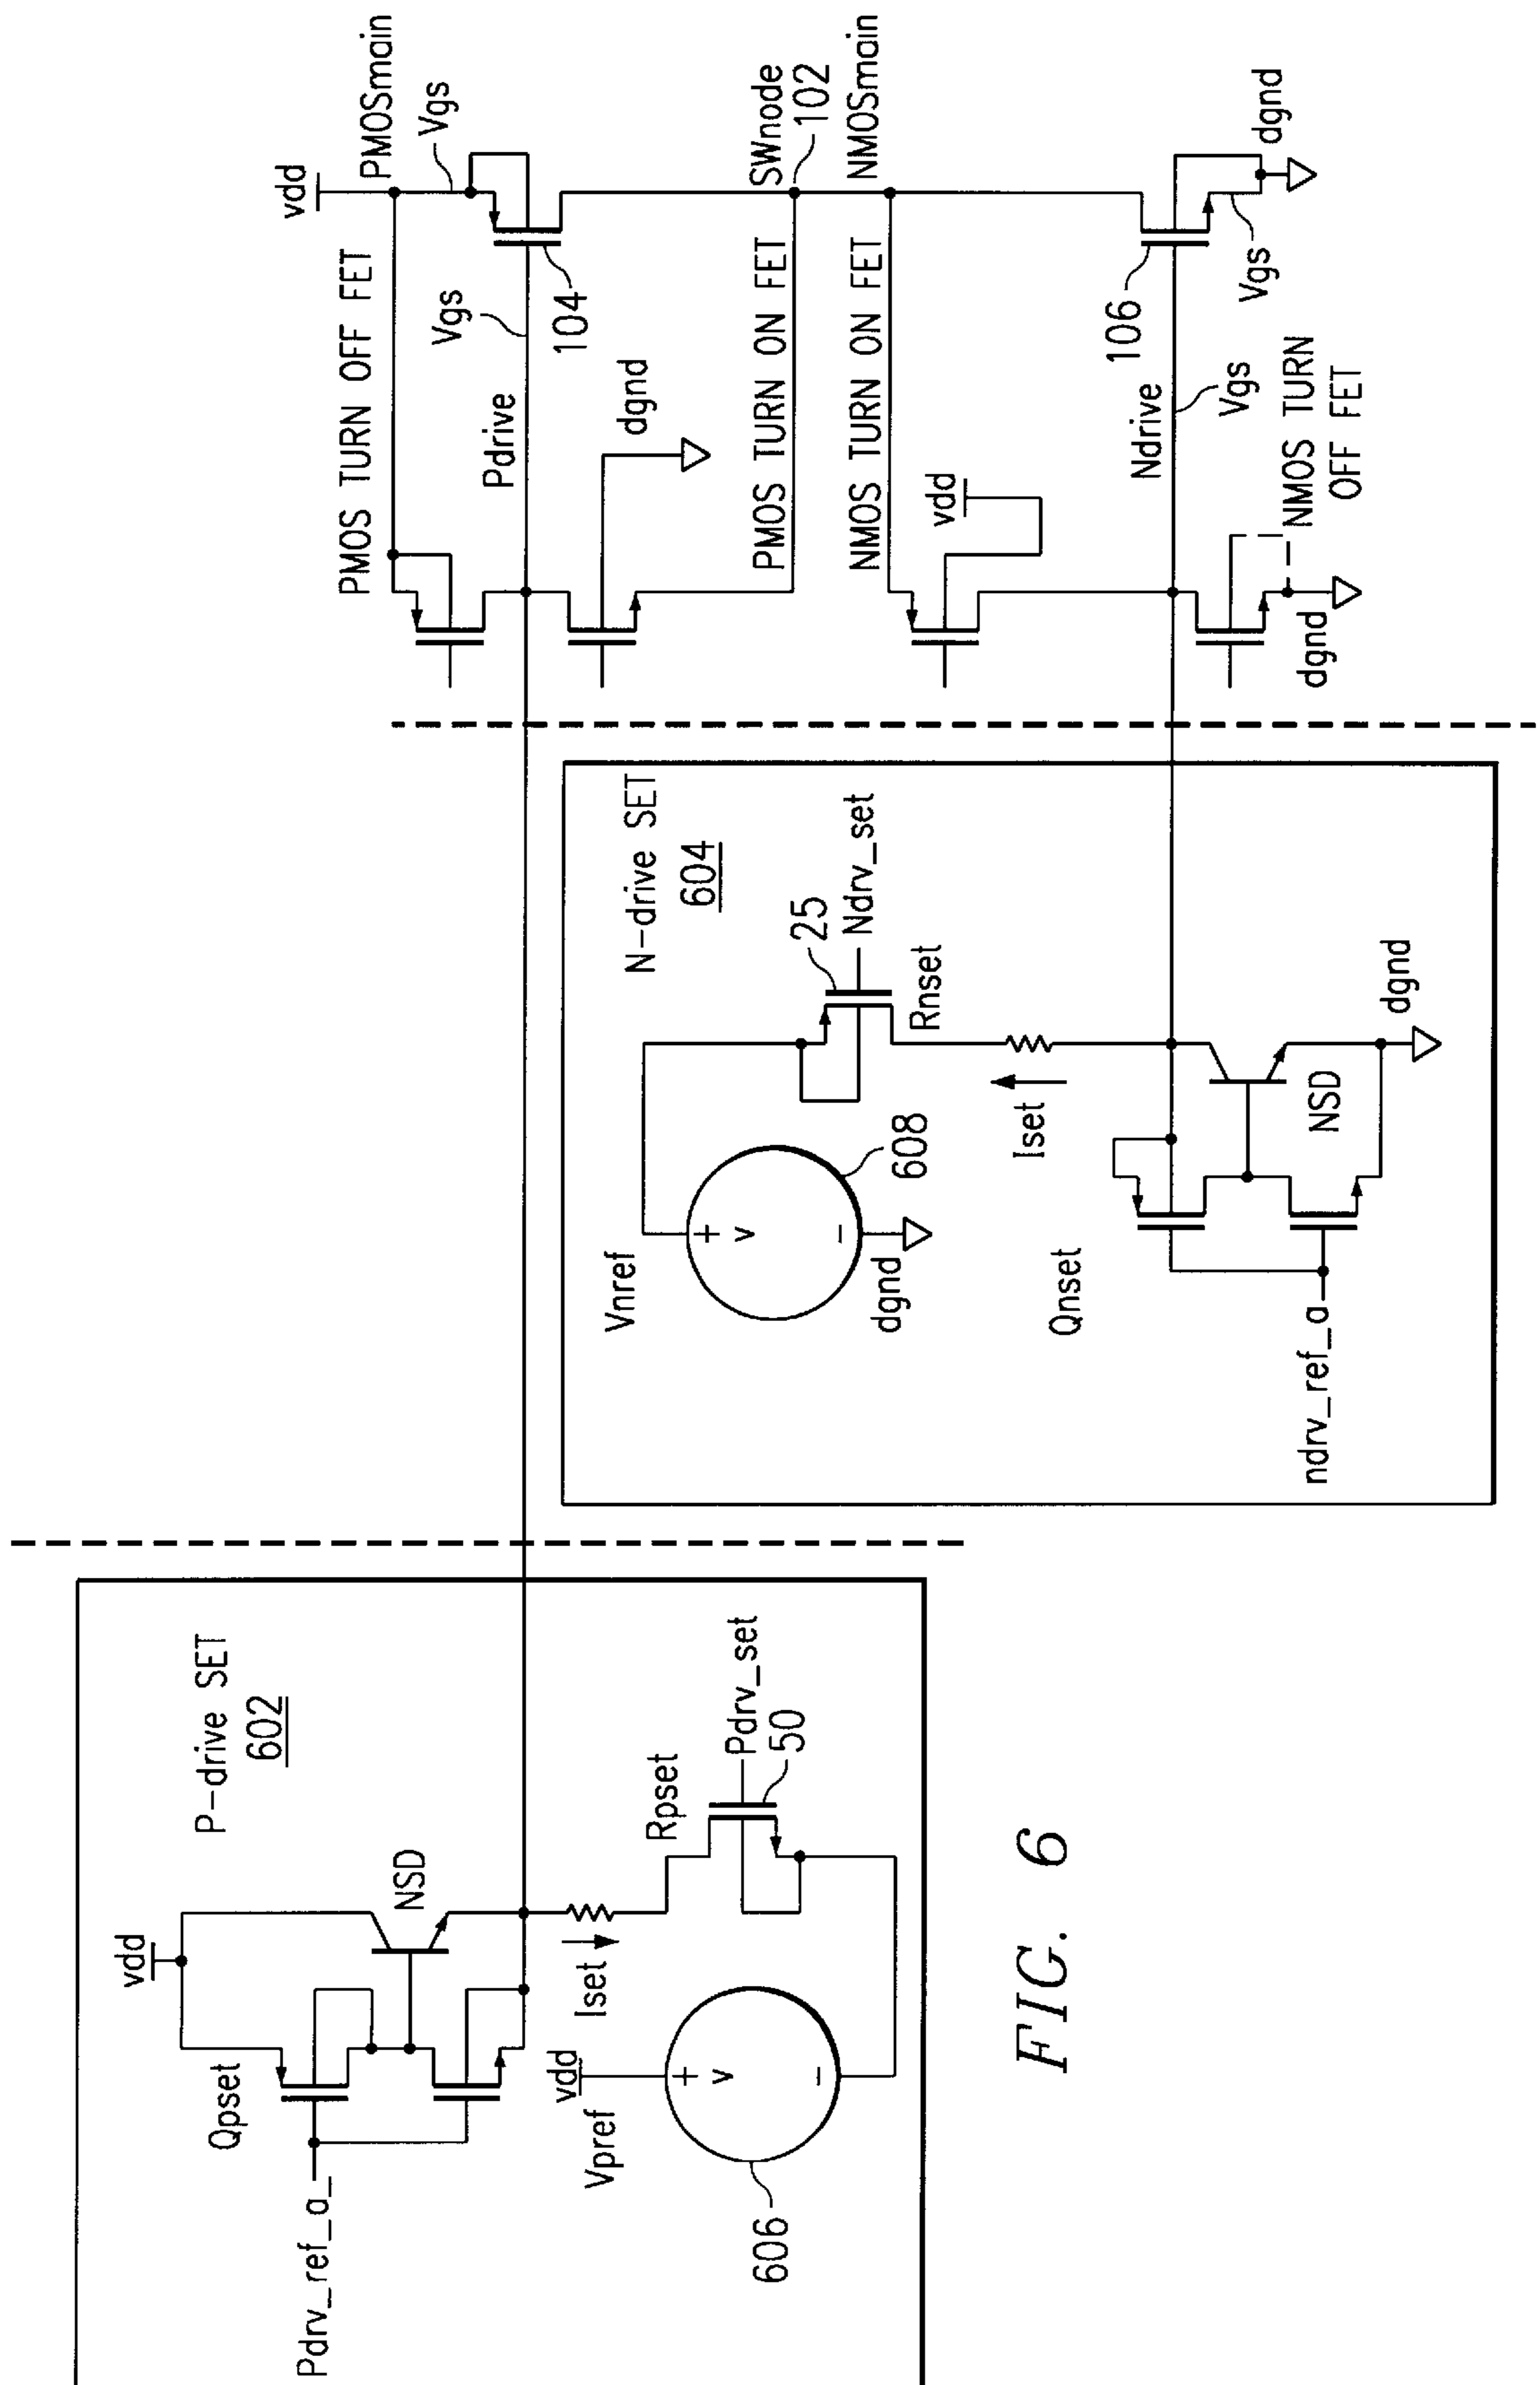 P-drive SET
602
vdd
Qpset
NSD
Pdrv_ref_a_
Iset
Rpset
Pdrv_set
50
vdd
Vpref
+
v
−
606
N-drive SET
604
Vnref
+
v
−
608
dgnd
25
Ndrv_set
Rnset
Iset
Qnset
NSD
ndrv_ref_a
dgnd
vdd
PMOSmain
Vgs
PMOS TURN OFF FET
Vgs
104
Pdrive
dgnd
PMOS TURN ON FET
SWnode
102
NMOSmain
NMOS TURN ON FET
vdd
106
Ndrive
Vgs
Vgs
dgnd
NMOS TURN
OFF FET
dgnd
FIG. 6